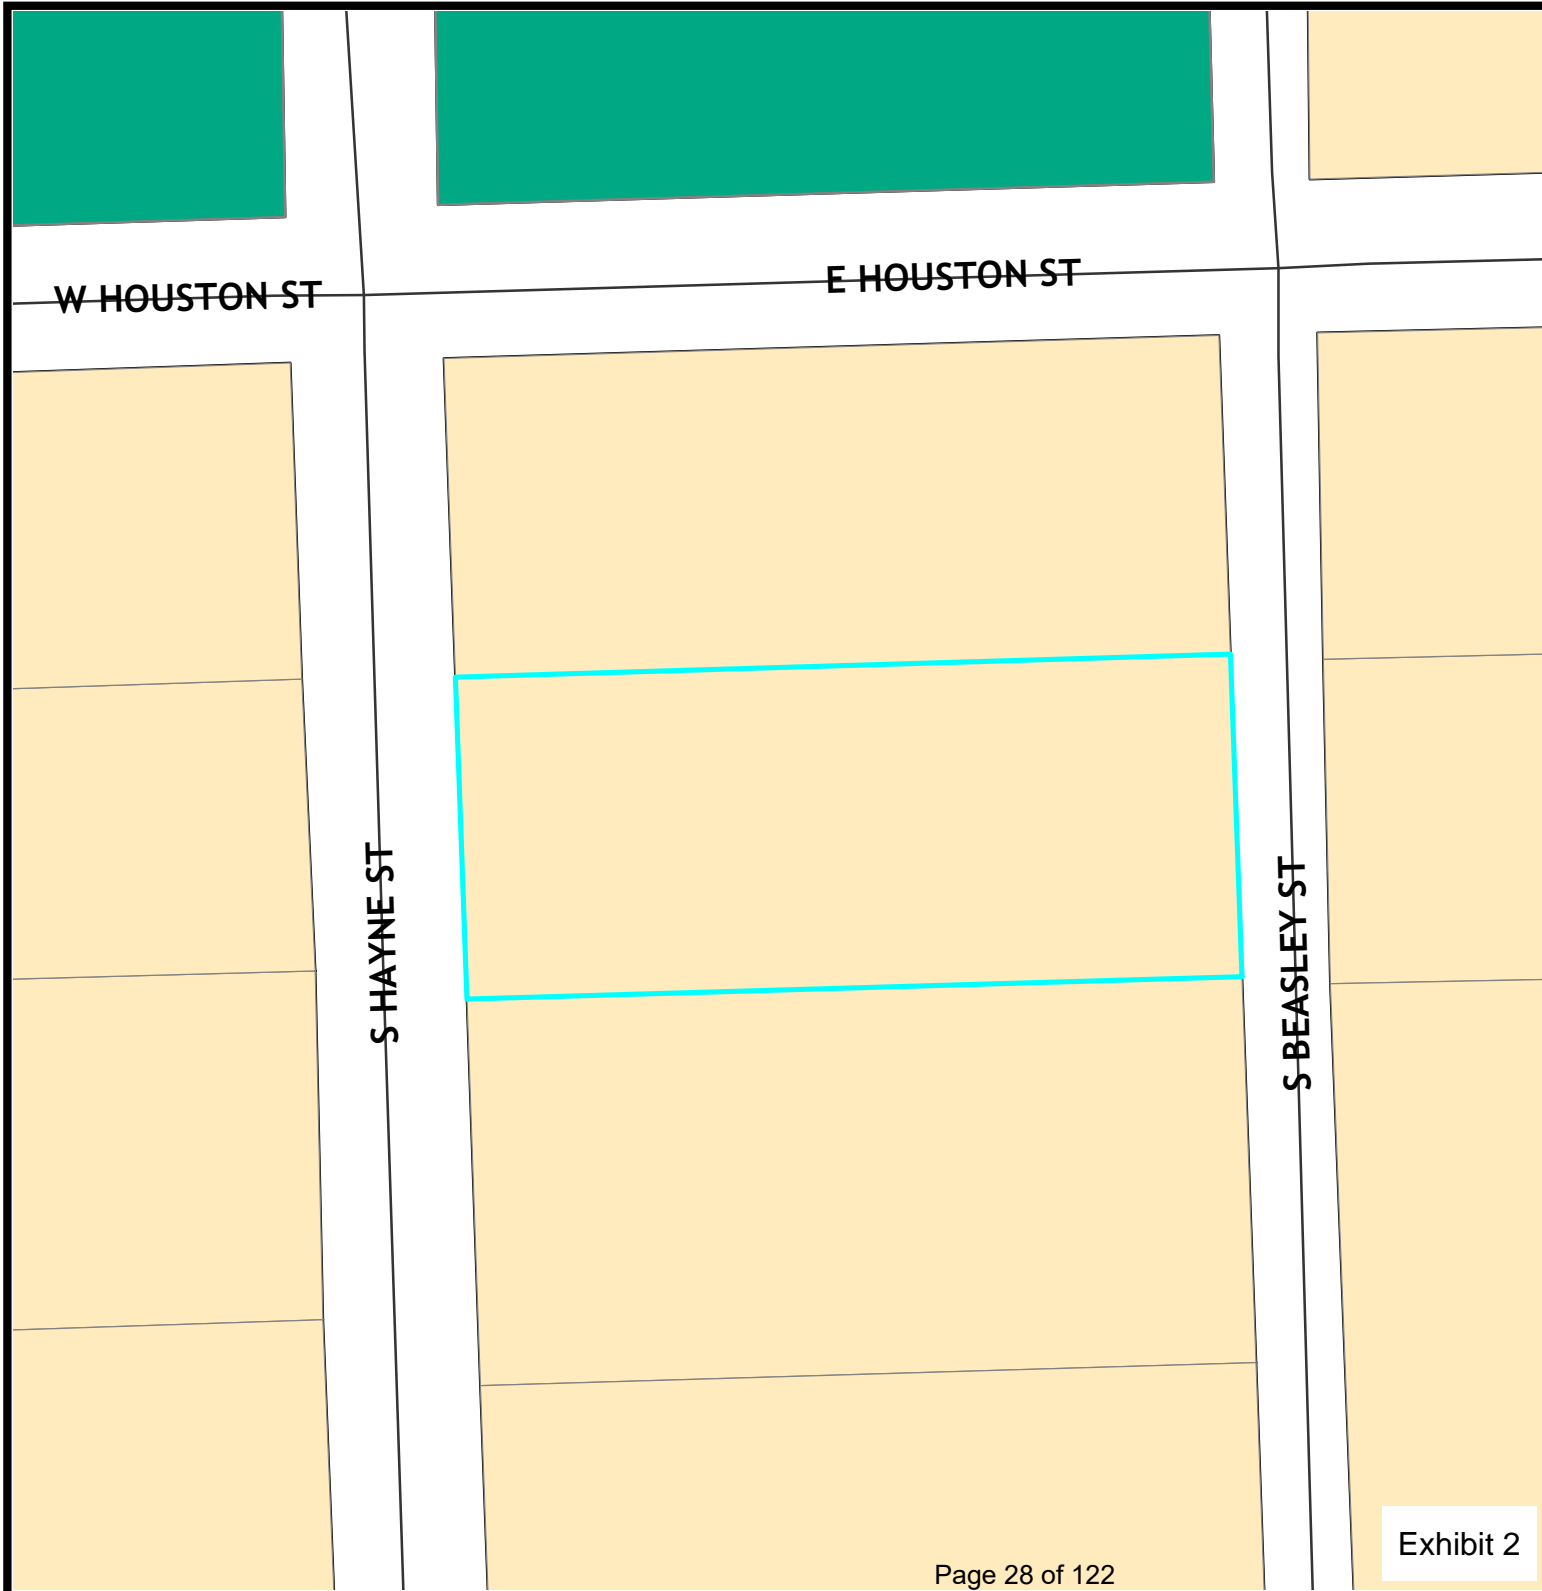 W HOUSTON ST
E HOUSTON ST
S HAYNE ST
S BEASLEY ST
Exhibit 2
Page 28 of 122